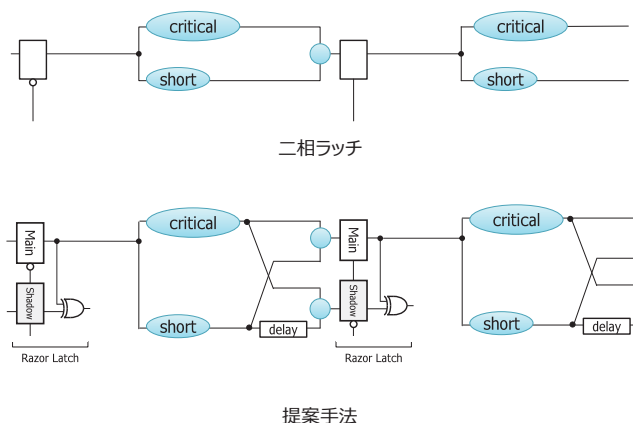 critical
critical
short
short
二相ラッチ
Main
critical
Main
critical
Shadow
Shadow
short
delay
short
delay
Razor Latch
Razor Latch
提案手法